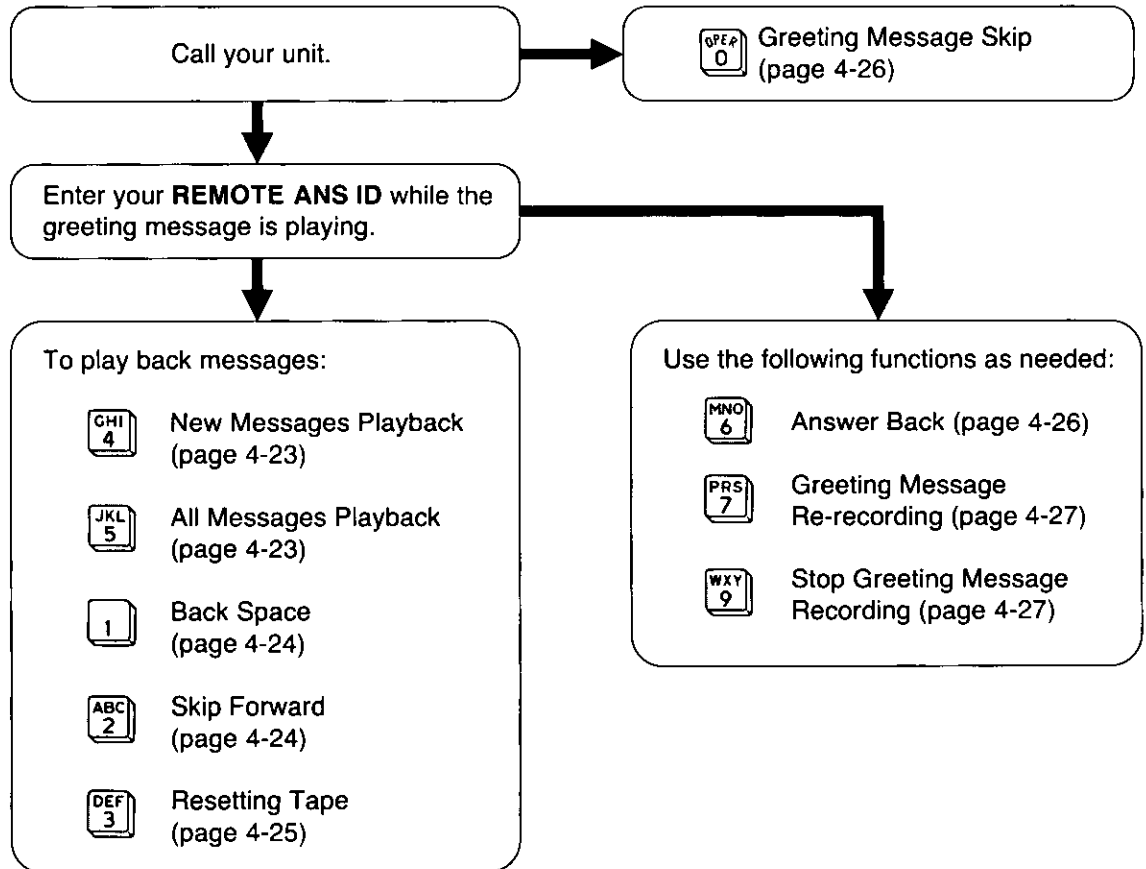 Call your unit.
OPER
0
Greeting Message Skip
(page 4-26)
Enter your REMOTE ANS ID while the
greeting message is playing.
To play back messages:
GHI
4
New Messages Playback
(page 4-23)
JKL
5
All Messages Playback
(page 4-23)
1
Back Space
(page 4-24)
ABC
2
Skip Forward
(page 4-24)
DEF
3
Resetting Tape
(page 4-25)
Use the following functions as needed:
MNO
6
Answer Back (page 4-26)
PRS
7
Greeting Message
Re-recording (page 4-27)
WXY
9
Stop Greeting Message
Recording (page 4-27)